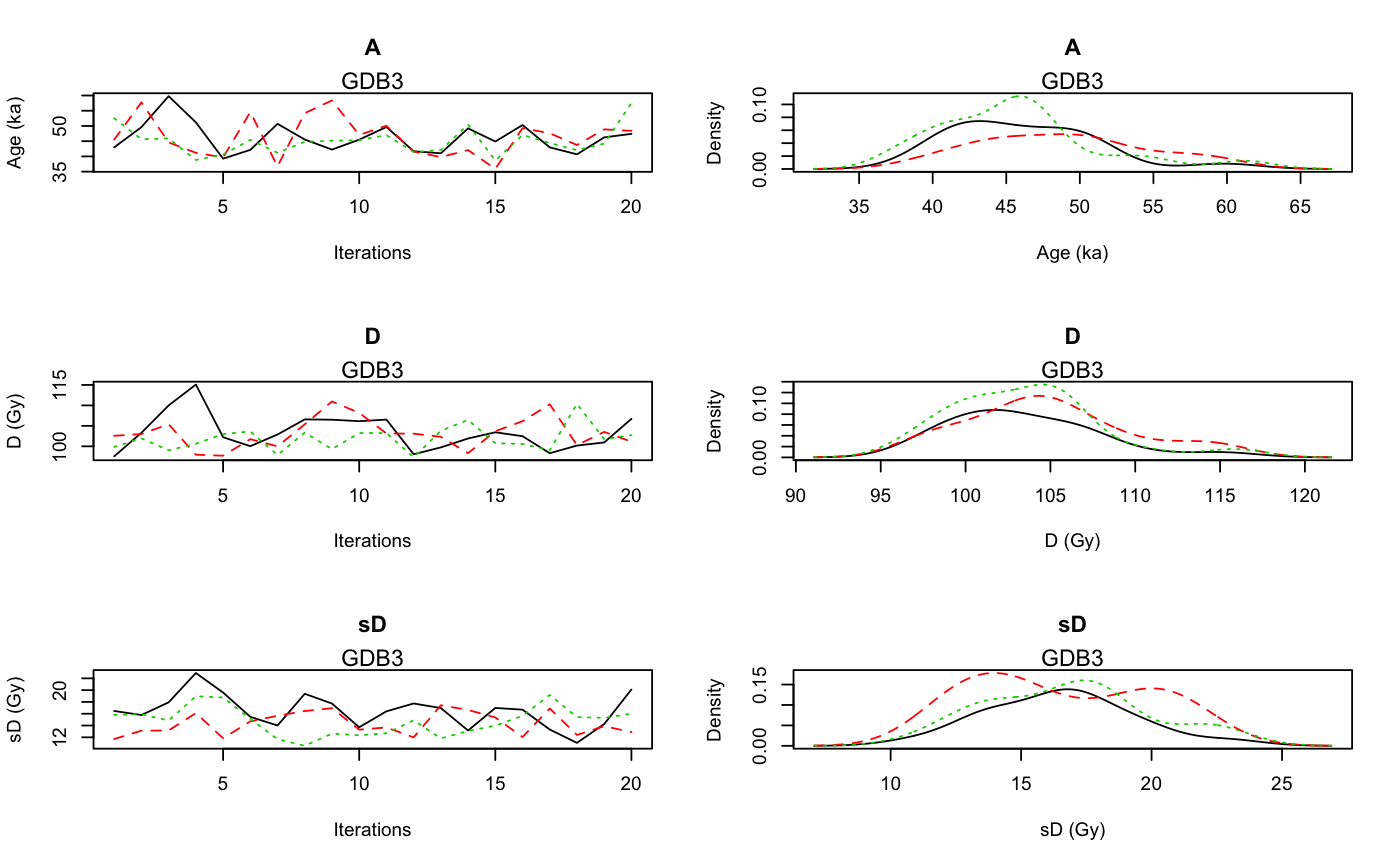 A
GDB3
Age (ka)
50
35
5 10 15 20
Iterations
A
GDB3
Density
0.10
0.00
35 40 45 50 55 60 65
Age (ka)
D
GDB3
D (Gy)
115
100
5 10 15 20
Iterations
D
GDB3
Density
0.10
0.00
90 95 100 105 110 115 120
D (Gy)
sD
GDB3
sD (Gy)
20
12
5 10 15 20
Iterations
sD
GDB3
Density
0.15
0.00
10 15 20 25
sD (Gy)